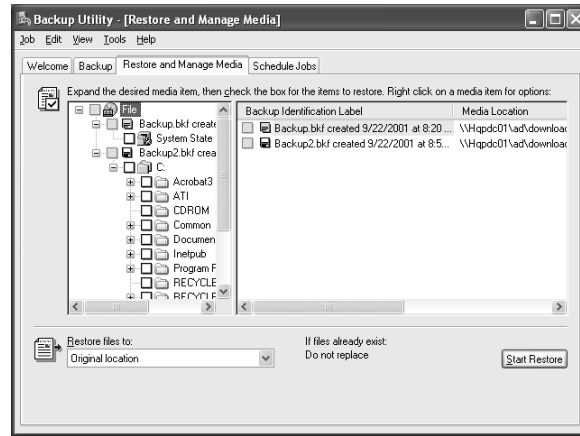 Backup Utility - [Restore and Manage Media]
Job Edit View Tools Help
Welcome Backup Restore and Manage Media Schedule Jobs
Expand the desired media item, then check the box for the items to restore. Right click on a media item for options:
File
Backup.bkf create
System State
Backup2.bkf crea
C:
Acrobat3
ATI
CDROM
Common
Documen
Inetpub
Program F
RECYCLE
RECYCLE
Backup Identification Label Media Location
Backup.bkf created 9/22/2001 at 8:20 ... \\Hqpdc01\ad\downloac
Backup2.bkf created 9/22/2001 at 8:5... \\Hqpdc01\ad\downloac
Restore files to:
Original location
If files already exist:
Do not replace
Start Restore